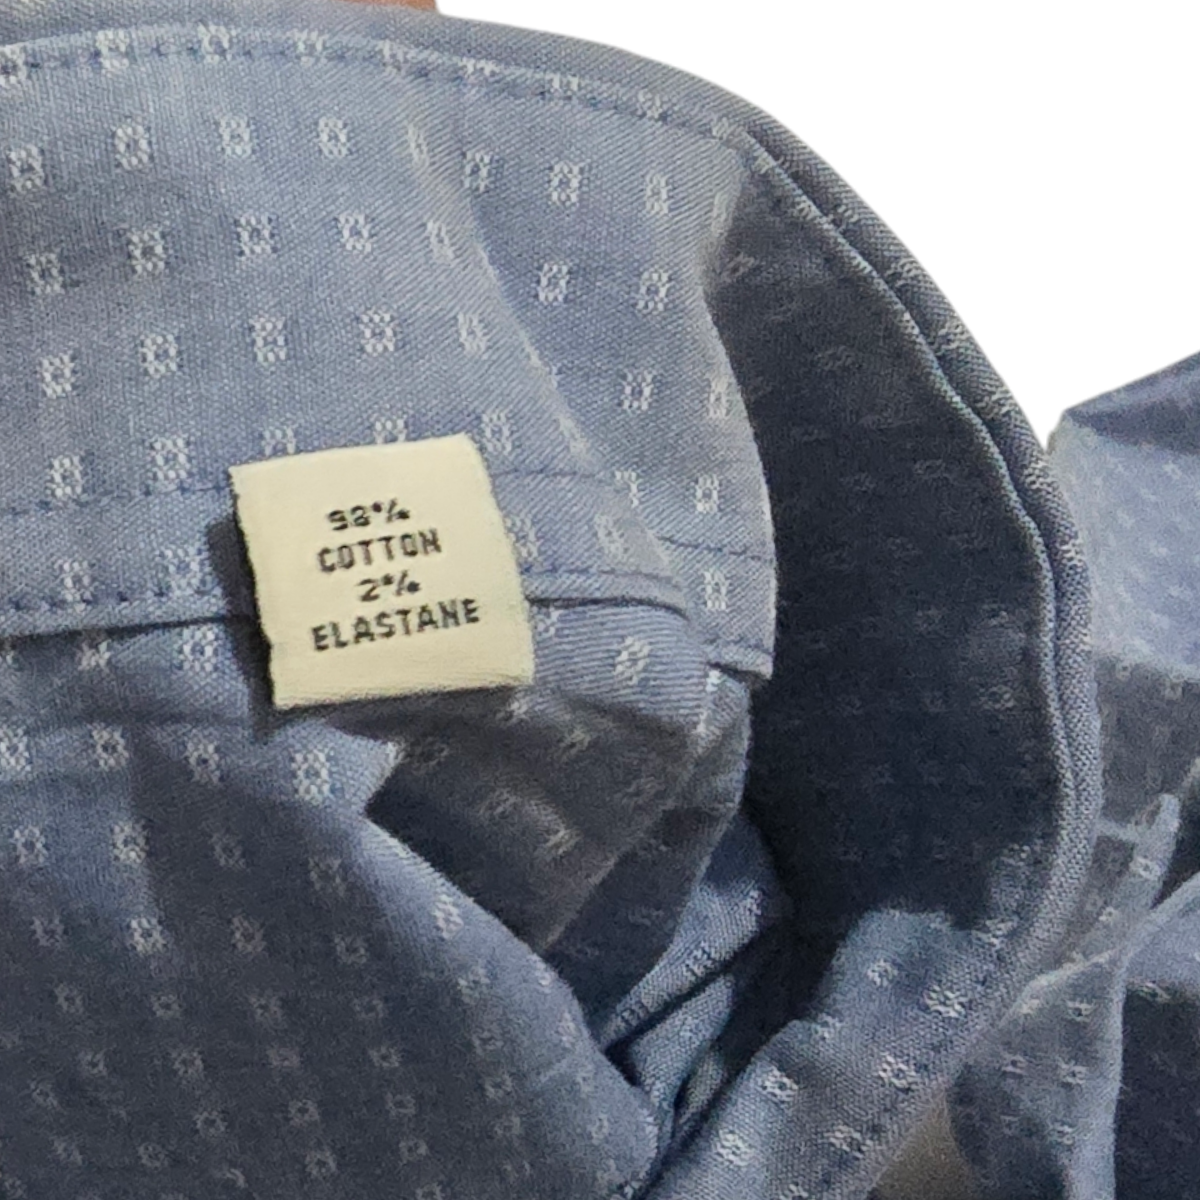 98%
COTTON
2%
ELASTANE